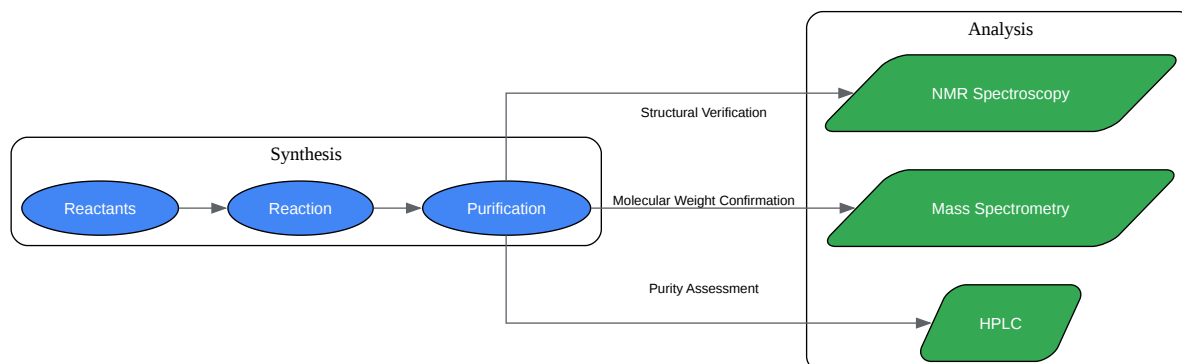 Analysis
NMR Spectroscopy
Structural Verification
Synthesis
Reactants
Reaction
Purification
Molecular Weight Confirmation
Mass Spectrometry
Purity Assessment
HPLC